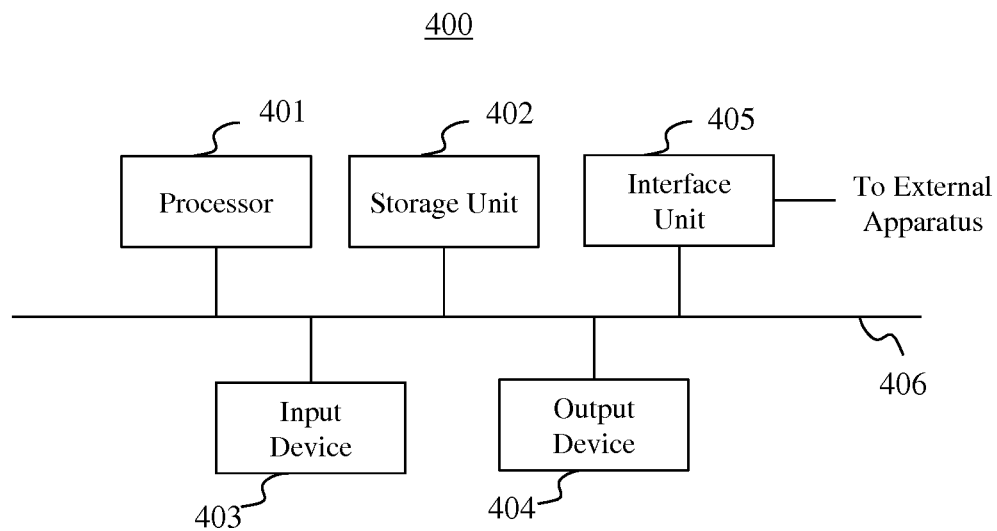 400
401
402
405
Processor
Storage Unit
Interface
Unit
To External
Apparatus
406
Input
Device
Output
Device
403
404